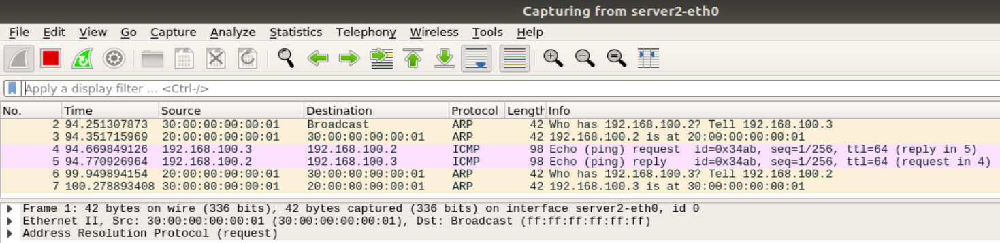 Capturing from server2-eth0
File Edit View Go Capture Analyze Statistics Telephony Wireless Tools Help
Apply a display filter ... <Ctrl-/>
No. Time Source Destination Protocol Length Info
2 94.251307873 30:00:00:00:00:01 Broadcast ARP 42 Who has 192.168.100.2? Tell 192.168.100.3
3 94.351715969 20:00:00:00:00:01 30:00:00:00:00:01 ARP 42 192.168.100.2 is at 20:00:00:00:00:01
4 94.669849126 192.168.100.3 192.168.100.2 ICMP 98 Echo (ping) request id=0x34ab, seq=1/256, ttl=64 (reply in 5)
5 94.770926964 192.168.100.2 192.168.100.3 ICMP 98 Echo (ping) reply id=0x34ab, seq=1/256, ttl=64 (request in 4)
6 99.949894154 20:00:00:00:00:01 30:00:00:00:00:01 ARP 42 Who has 192.168.100.3? Tell 192.168.100.2
7 100.278893408 30:00:00:00:00:01 20:00:00:00:00:01 ARP 42 192.168.100.3 is at 30:00:00:00:00:01
Frame 1: 42 bytes on wire (336 bits), 42 bytes captured (336 bits) on interface server2-eth0, id 0
Ethernet II, Src: 30:00:00:00:00:01 (30:00:00:00:00:01), Dst: Broadcast (ff:ff:ff:ff:ff:ff)
Address Resolution Protocol (request)